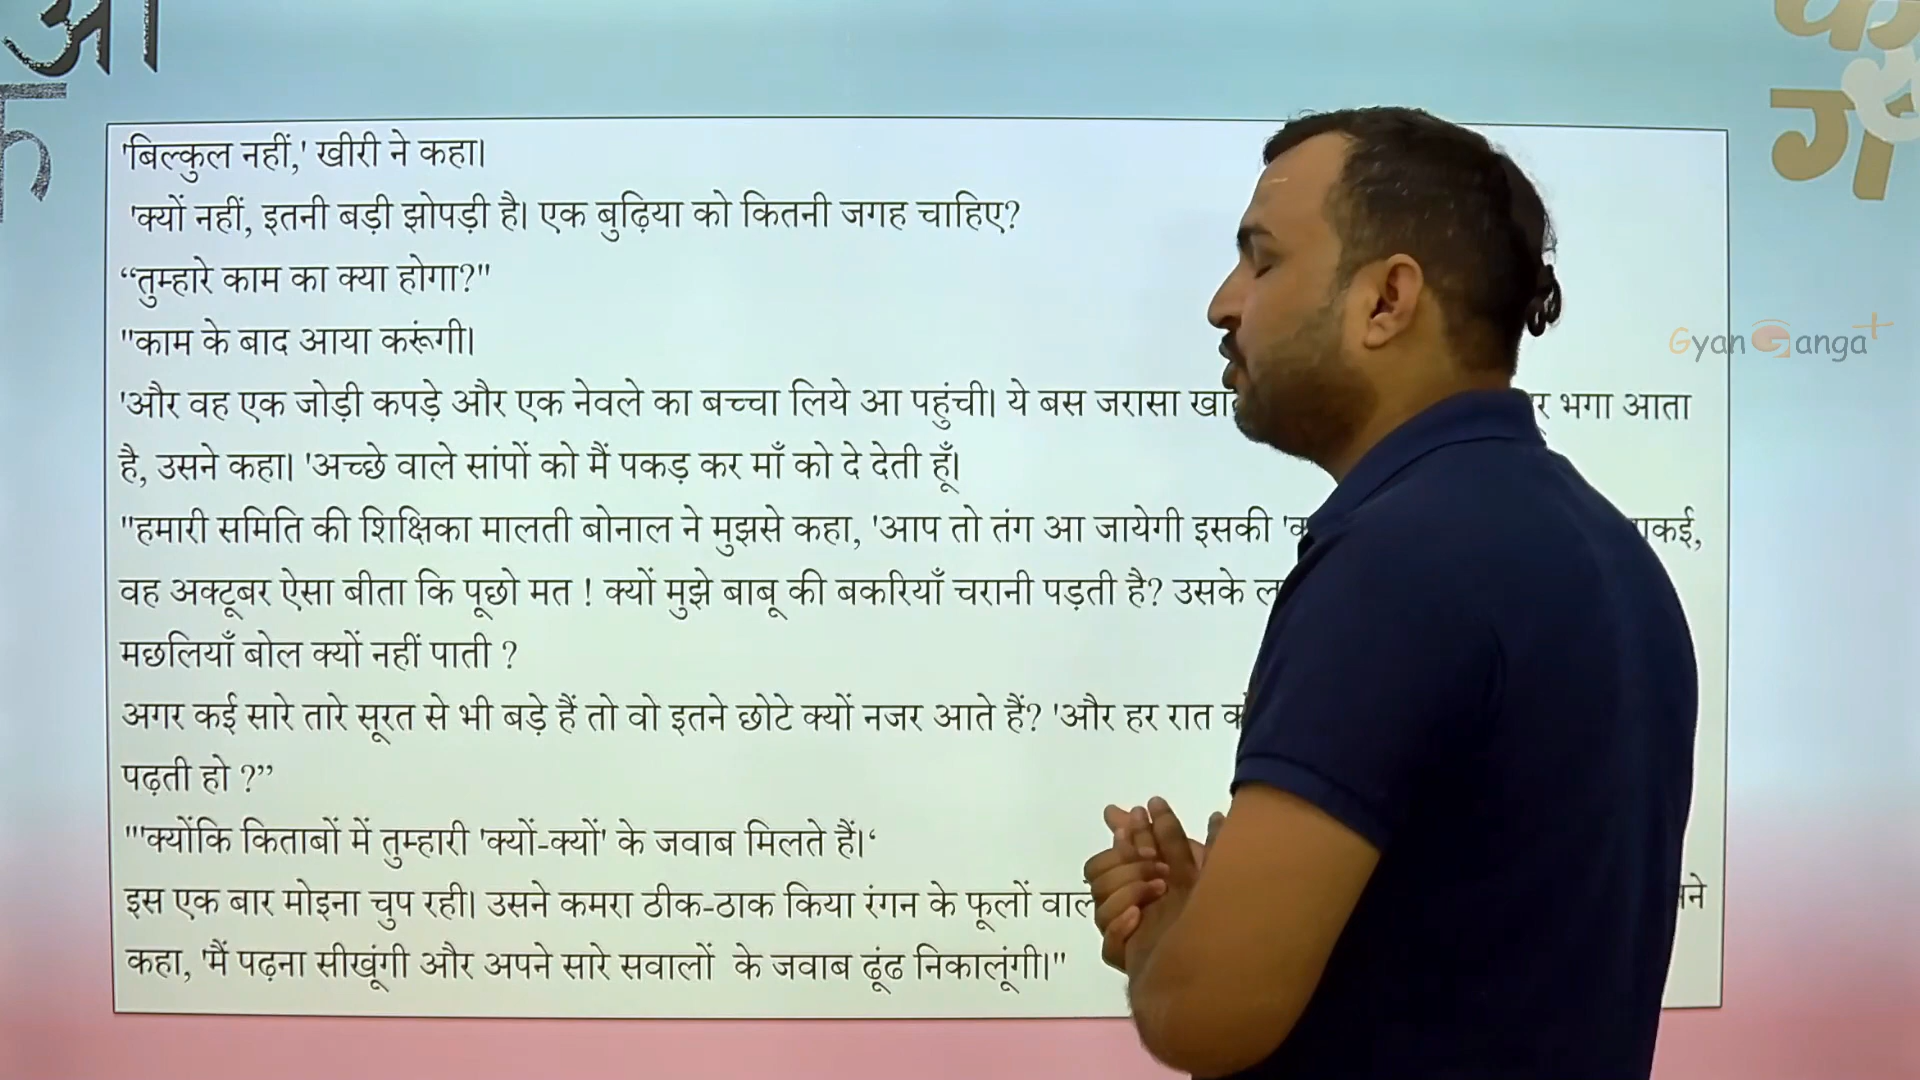 अ
क
क
ग
'बिल्कुल नहीं,' खीरी ने कहा।
'क्यों नहीं, इतनी बड़ी झोपड़ी है। एक बुढ़िया को कितनी जगह चाहिए?
“तुम्हारे काम का क्या होगा?"
"काम के बाद आया करूंगी।
Gyan Ganga+
'और वह एक जोड़ी कपड़े और एक नेवले का बच्चा लिये आ पहुंची। ये बस जरासा भगा आता
है, उसने कहा। 'अच्छे वाले सांपों को मैं पकड़ कर माँ को दे देती हूँ।
"हमारी समिति की शिक्षिका मालती बोनाल ने मुझसे कहा, 'आप तो तंग आ जायेगी इसकी
वह अक्टूबर ऐसा बीता कि पूछो मत ! क्यों मुझे बाबू की बकरियाँ चरानी पड़ती है? उसके
मछलियाँ बोल क्यों नहीं पाती ?
अगर कई सारे तारे सूरत से भी बड़े हैं तो वो इतने छोटे क्यों नजर आते हैं? 'और हर रात
पढ़ती हो ?”
"'क्योंकि किताबों में तुम्हारी 'क्यों-क्यों' के जवाब मिलते हैं।‘
इस एक बार मोइना चुप रही। उसने कमरा ठीक-ठाक किया रंगन के फूलों
कहा, 'मैं पढ़ना सीखूंगी और अपने सारे सवालों के जवाब ढूंढ निकालूंगी।"